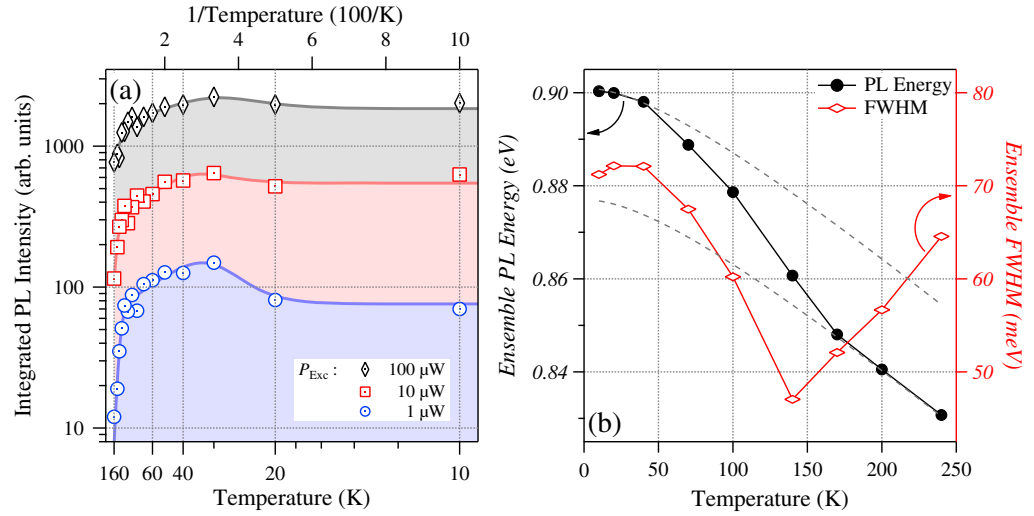 1/Temperature (100/K)
2 4 6 8 10
(a)
Integrated PL Intensity (arb. units)
1000
100
10
P_Exc : 100 μW
10 μW
1 μW
160 60 40 20 10
Temperature (K)
PL Energy
FWHM
Ensemble PL Energy (eV)
0.90
0.88
0.86
0.84
Ensemble FWHM (meV)
80
70
60
50
(b)
0 50 100 150 200 250
Temperature (K)